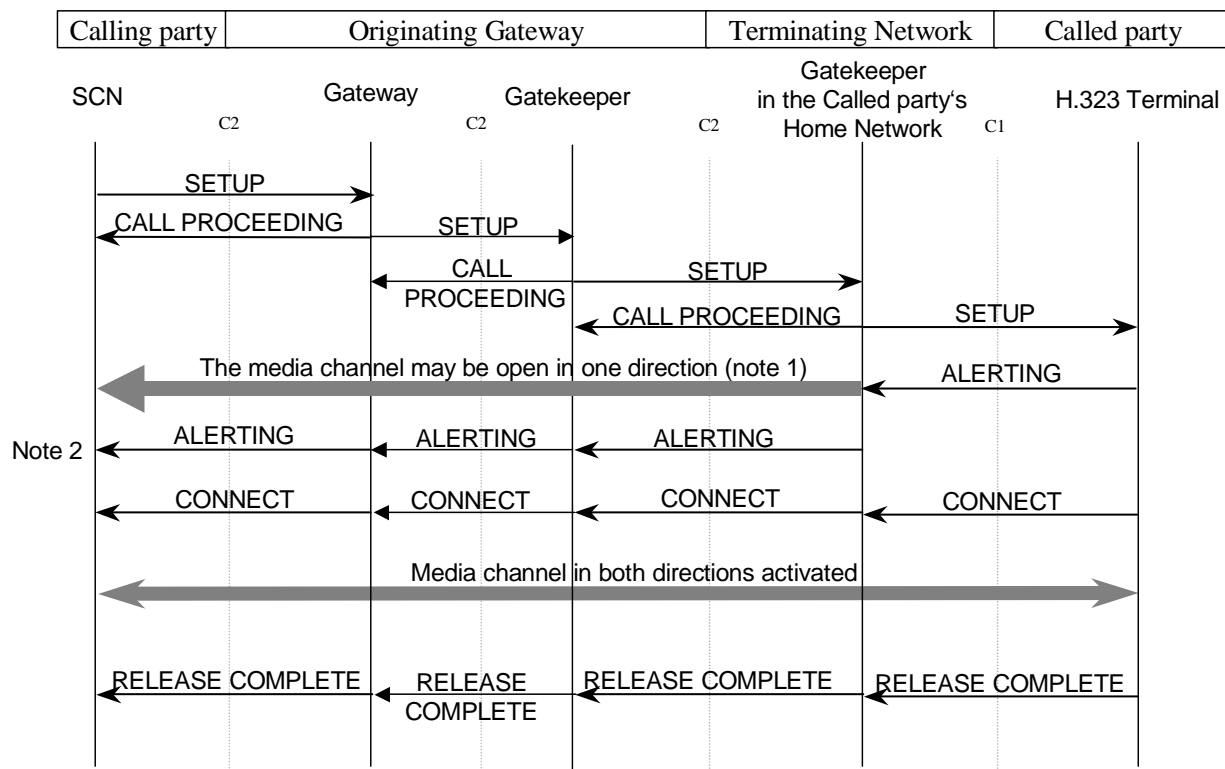 Calling party Originating Gateway Terminating Network Called party
SCN Gateway Gatekeeper Gatekeeper
in the Called party‘s
Home Network H.323 Terminal
C2 C2 C2 C1
SETUP
CALL PROCEEDING SETUP
CALL
PROCEEDING SETUP
CALL PROCEEDING SETUP
The media channel may be open in one direction (note 1) ALERTING
Note 2 ALERTING ALERTING ALERTING
CONNECT CONNECT CONNECT CONNECT
Media channel in both directions activated
RELEASE COMPLETE RELEASE
COMPLETE RELEASE COMPLETE RELEASE COMPLETE